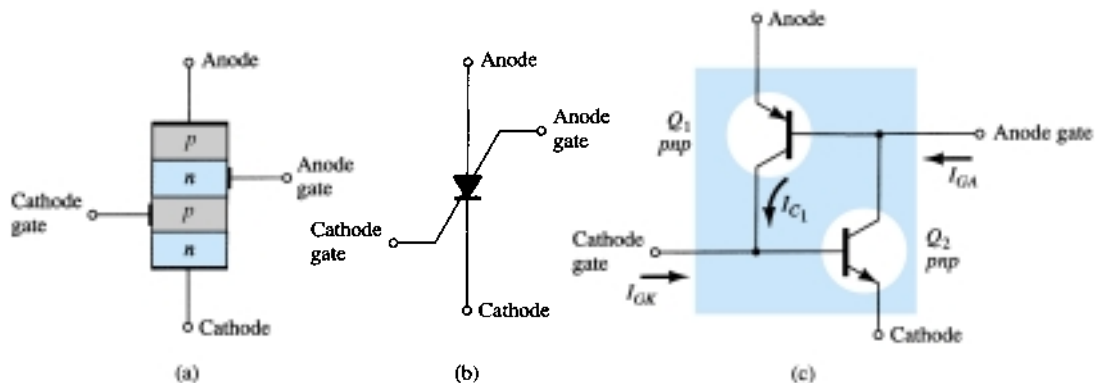 Anode
p
n
p
n
Anode
gate
Cathode
gate
Cathode
(a)
Anode
Anode
gate
Cathode
gate
Cathode
(b)
Anode
Q1
pnp
Anode gate
IGA
IC1
Cathode
gate
IGK
Q2
pnp
Cathode
(c)